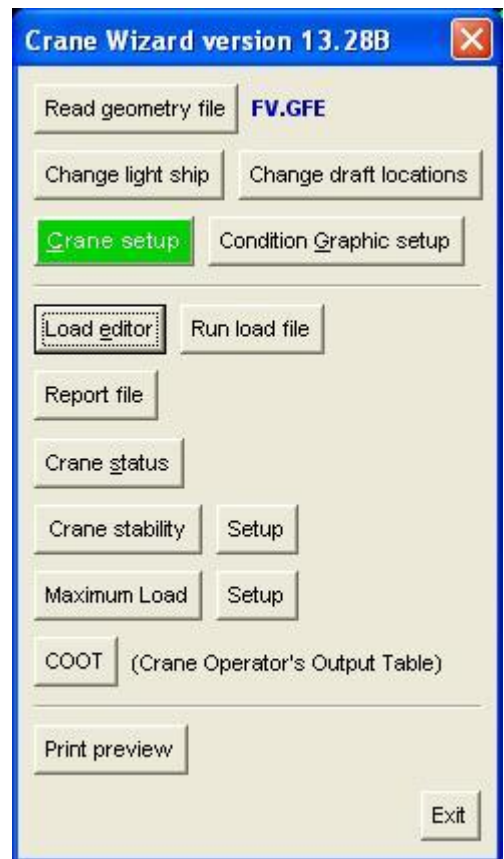 Crane Wizard version 13.28B
Read geometry file FV.GFE
Change light ship Change draft locations
Crane setup Condition Graphic setup
Load editor Run load file
Report file
Crane status
Crane stability Setup
Maximum Load Setup
COOT (Crane Operator's Output Table)
Print preview
Exit